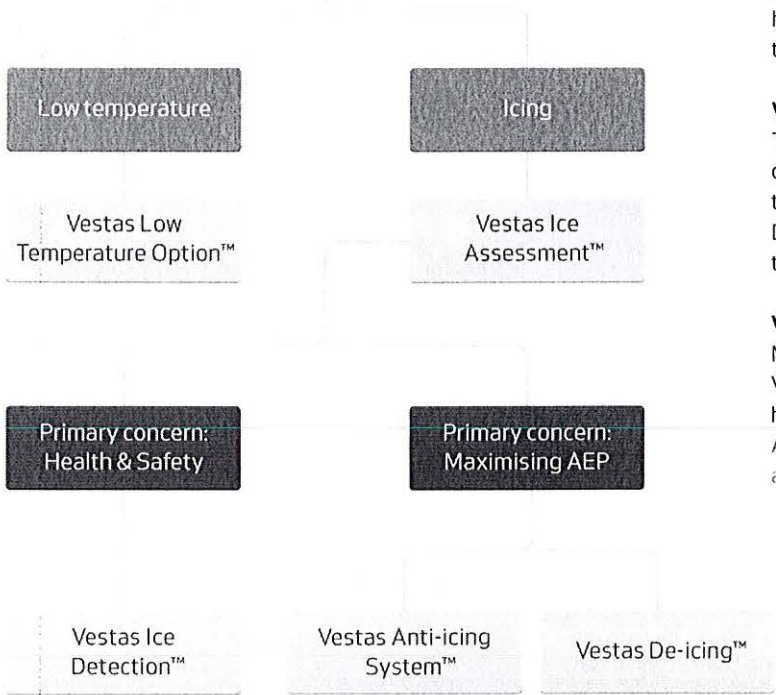 Low temperature
Icing
Vestas Low
Temperature Option™
Vestas Ice
Assessment™
Primary concern:
Health & Safety
Primary concern:
Maximising AEP
Vestas Ice
Detection™
Vestas Anti-icing
System™
Vestas De-icing™